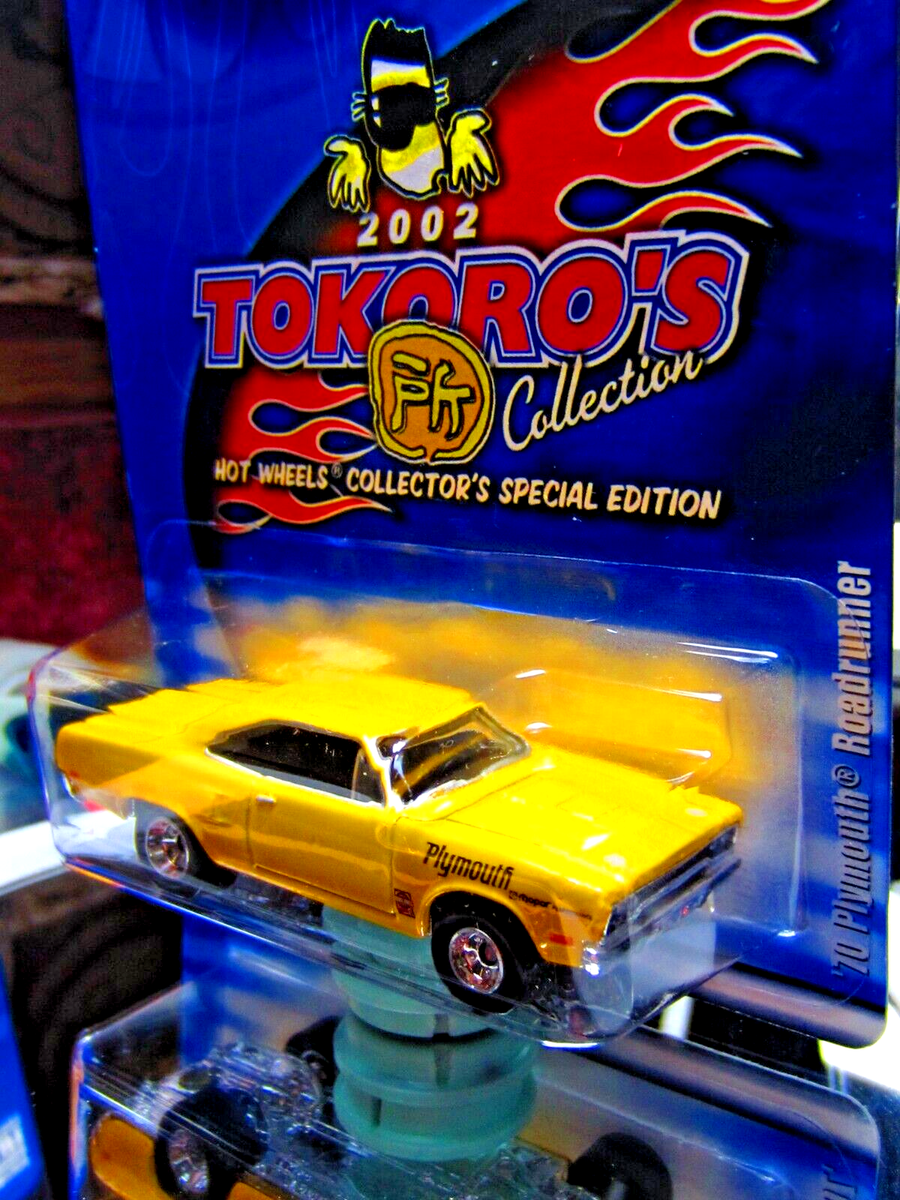 2002
TOKORO'S
所
Collection
HOT WHEELS® COLLECTOR'S SPECIAL EDITION
'70 Plymouth® Roadrunner
Plymouth